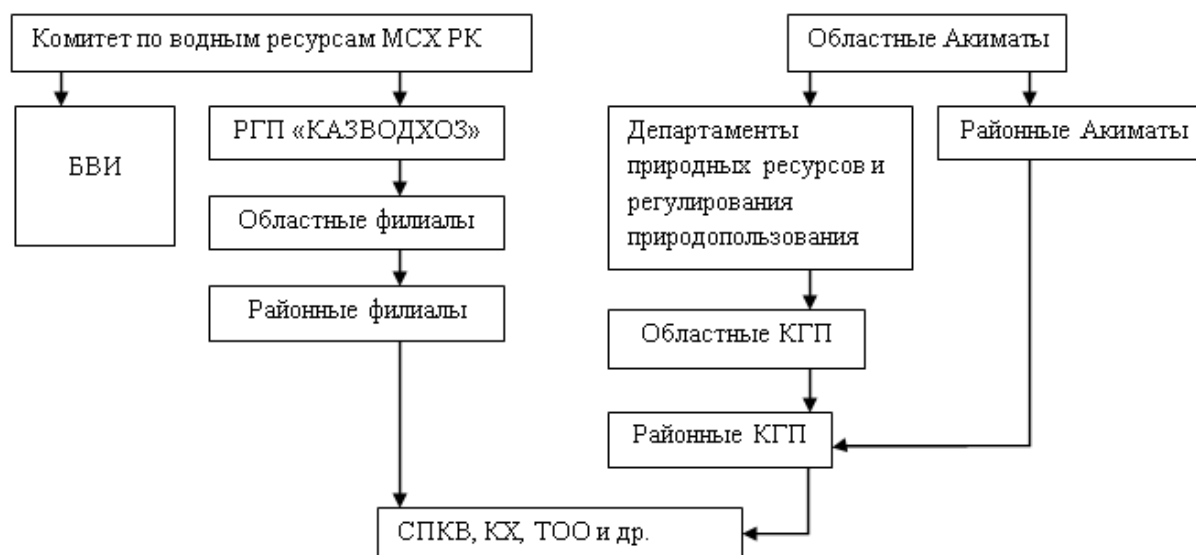 Комитет по водным ресурсам МСХ РК
Областные Акиматы
БВИ
РГП «КАЗВОДХОЗ»
Департаменты
природных ресурсов и
регулирования
природопользования
Районные Акиматы
Областные филиалы
Районные филиалы
Областные КГП
Районные КГП
СПКВ, КХ, ТОО и др.